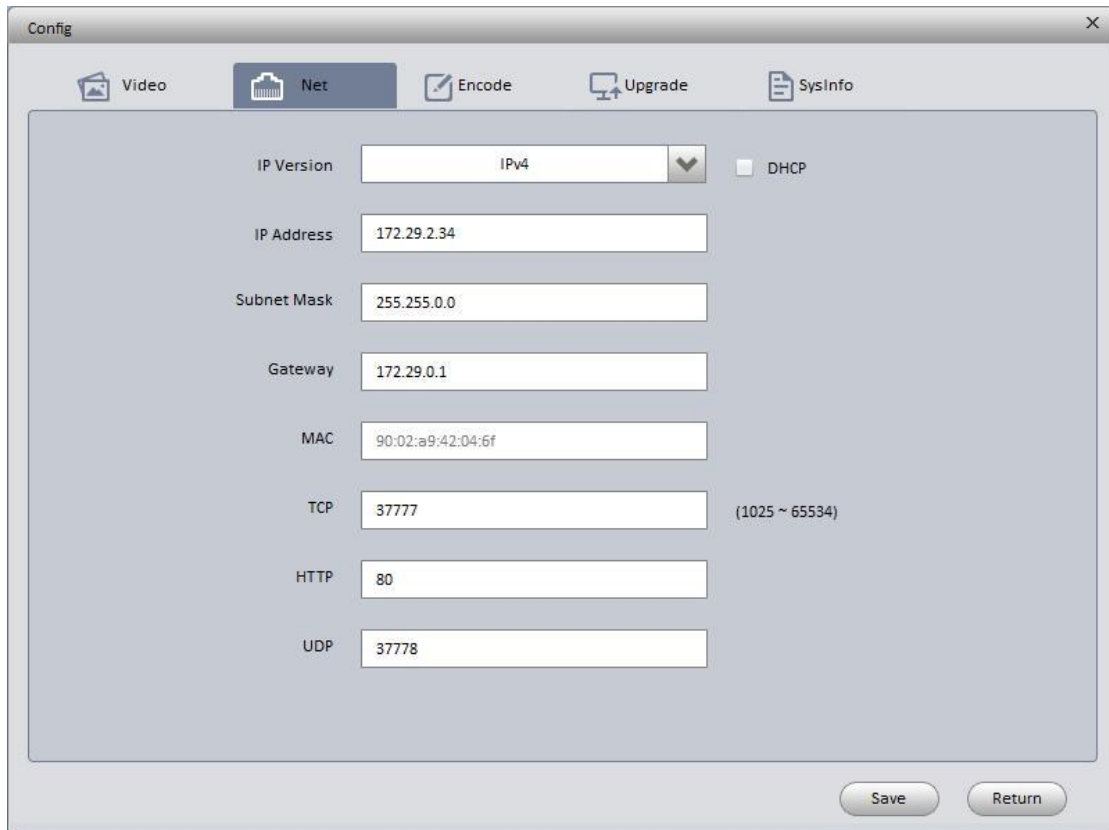 Config
Video Net Encode Upgrade SysInfo
IP Version IPv4 DHCP
IP Address 172.29.2.34
Subnet Mask 255.255.0.0
Gateway 172.29.0.1
MAC 90:02:a9:42:04:6f
TCP 37777 (1025 ~ 65534)
HTTP 80
UDP 37778
Save Return